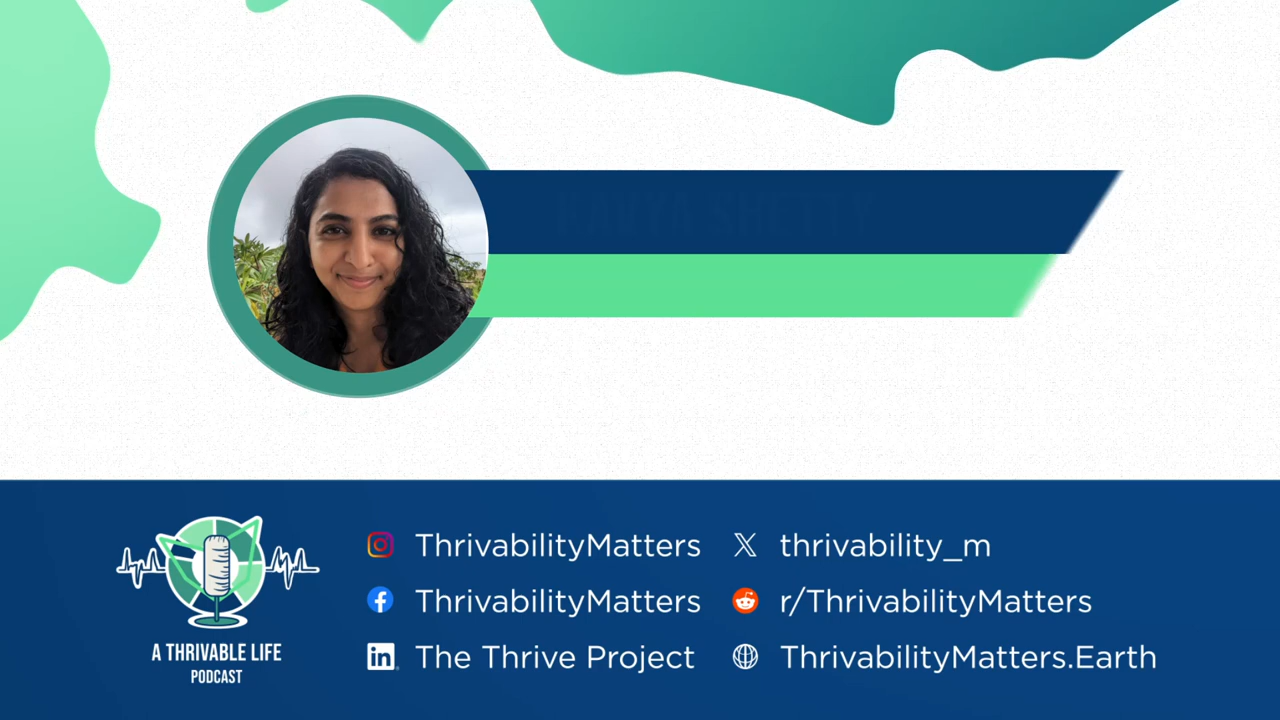 ThrivabilityMatters
thrivability_m
ThrivabilityMatters
r/ThrivabilityMatters
The Thrive Project
ThrivabilityMatters.Earth
A THRIVABLE LIFE
PODCAST